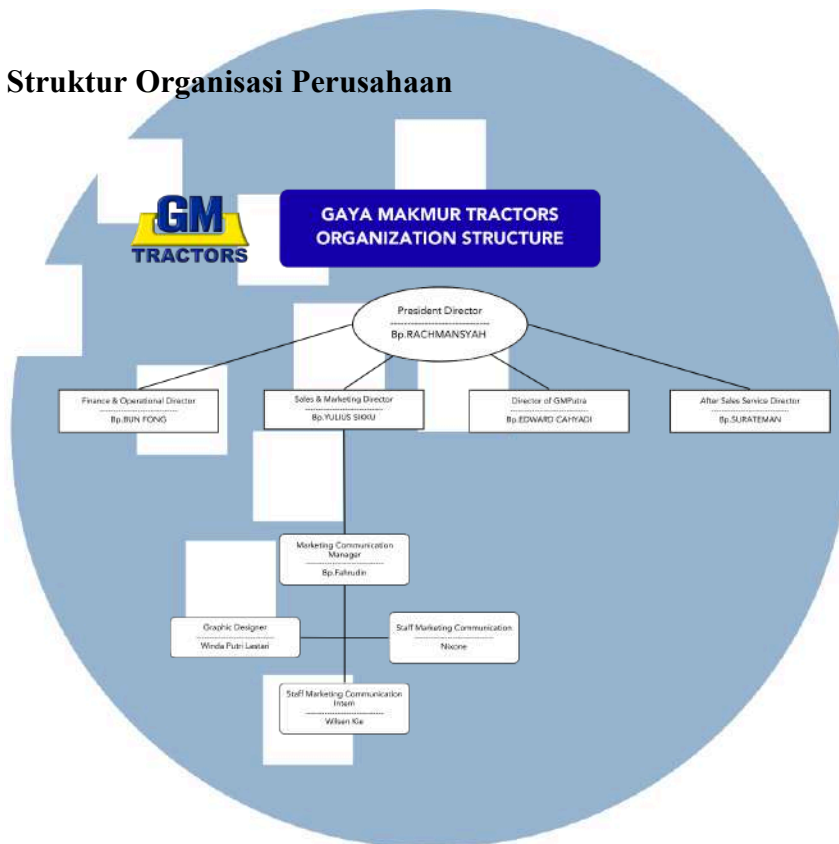 Struktur Organisasi Perusahaan
GM
TRACTORS
GAYA MAKMUR TRACTORS
ORGANIZATION STRUCTURE
President Director
-----------------------------
Bp.RACHMANSYAH
Finance & Operational Director
-----------------------------
Bp.BUN FONG
Sales & Marketing Director
-----------------------------
Bp.YULIUS SIKKU
Director of GMPutra
-----------------------------
Bp.EDWARD CAHYADI
After Sales Service Director
-----------------------------
Bp.SURATEMAN
Marketing Communication
Manager
-----------------------------
Bp.Fahrudin
Graphic Designer
-----------------------------
Winda Putri Lestari
Staff Marketing Communication
-----------------------------
Nixone
Staff Marketing Communication
Intern
-----------------------------
Wilsen Kie